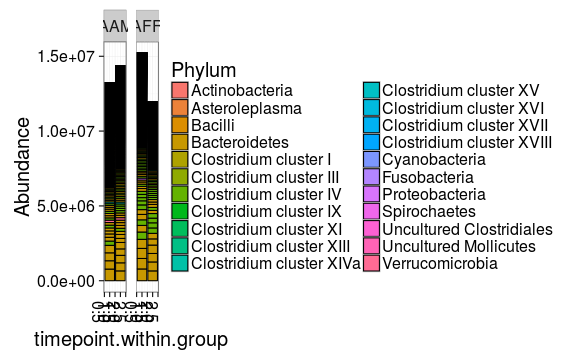 AAM
AFF
1.5e+07
1.0e+07
5.0e+06
0.0e+00
Abundance
timepoint.within.group
Phylum
Actinobacteria
Asteroleplasma
Bacilli
Bacteroidetes
Clostridium cluster I
Clostridium cluster III
Clostridium cluster IV
Clostridium cluster IX
Clostridium cluster XI
Clostridium cluster XIII
Clostridium cluster XIVa
Clostridium cluster XV
Clostridium cluster XVI
Clostridium cluster XVII
Clostridium cluster XVIII
Cyanobacteria
Fusobacteria
Proteobacteria
Spirochaetes
Uncultured Clostridiales
Uncultured Mollicutes
Verrucomicrobia